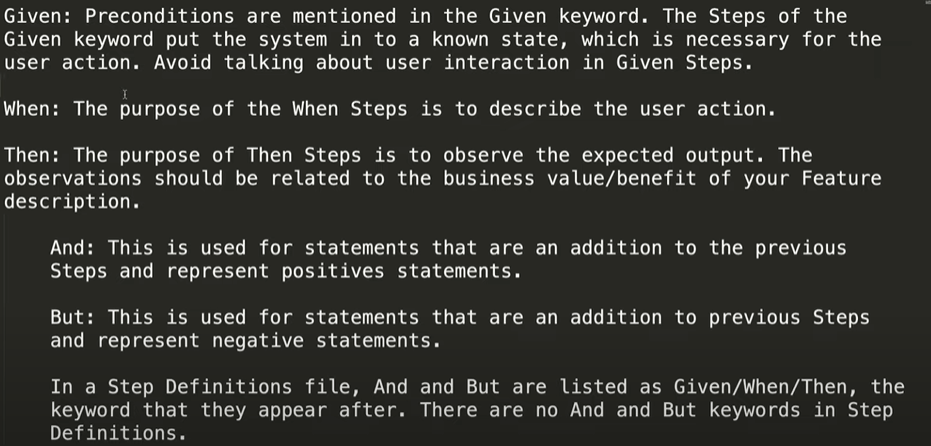 Given: Preconditions are mentioned in the Given keyword. The Steps of the
Given keyword put the system in to a known state, which is necessary for the
user action. Avoid talking about user interaction in Given Steps.
When: The purpose of the When Steps is to describe the user action.
Then: The purpose of Then Steps is to observe the expected output. The
observations should be related to the business value/benefit of your Feature
description.
And: This is used for statements that are an addition to the previous
Steps and represent positives statements.
But: This is used for statements that are an addition to previous Steps
and represent negative statements.
In a Step Definitions file, And and But are listed as Given/When/Then, the
keyword that they appear after. There are no And and But keywords in Step
Definitions.